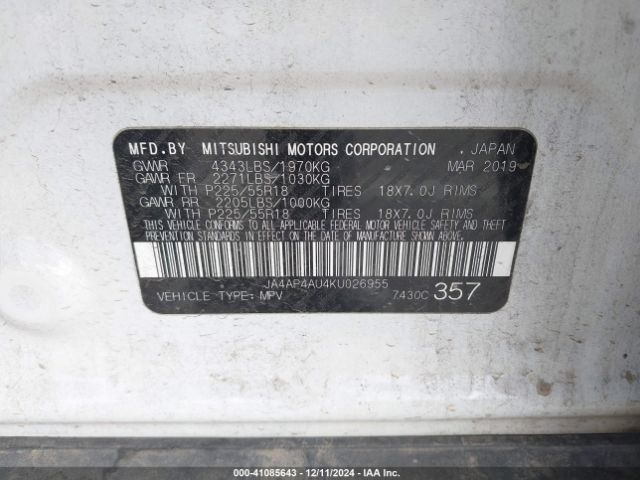 MFD.BY MITSUBISHI MOTORS CORPORATION . JAPAN
GVWR 4343LBS/1970KG MAR 2019
GAWR FR 2271LBS/1030KG
WITH P225/55R18 TIRES 18X7.0J RIMS
GAWR RR 2205LBS/1000KG
WITH P225/55R18 TIRES 18X7.0J RIMS
THIS VEHICLE CONFORMS TO ALL APPLICABLE FEDERAL MOTOR VEHICLE SAFETY
AND THEFT PREVENTION STANDARDS IN EFFECT ON THE DATE OF MANUFACTURE
SHOWN ABOVE.
JA4AP4AU4KU026955
VEHICLE TYPE: MPV 7430C 357
000-41085643 - 12/11/2024 - IAA Inc.